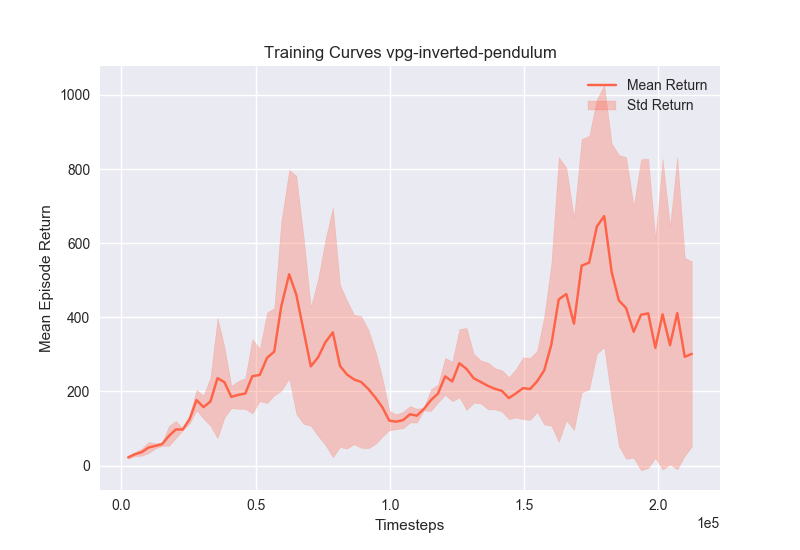 Training Curves vpg-inverted-pendulum
Mean Return
Std Return
Mean Episode Return
1000
800
600
400
200
0
0.0
0.5
1.0
1.5
2.0
1e5
Timesteps